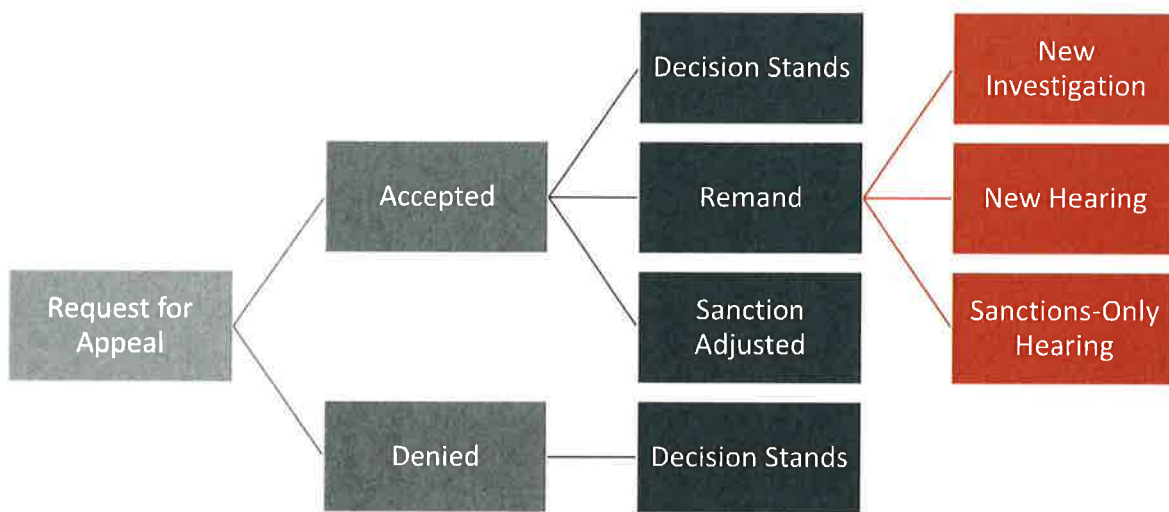 Request for
Appeal
Accepted
Denied
Decision Stands
Remand
Sanction
Adjusted
Decision Stands
New
Investigation
New Hearing
Sanctions-Only
Hearing